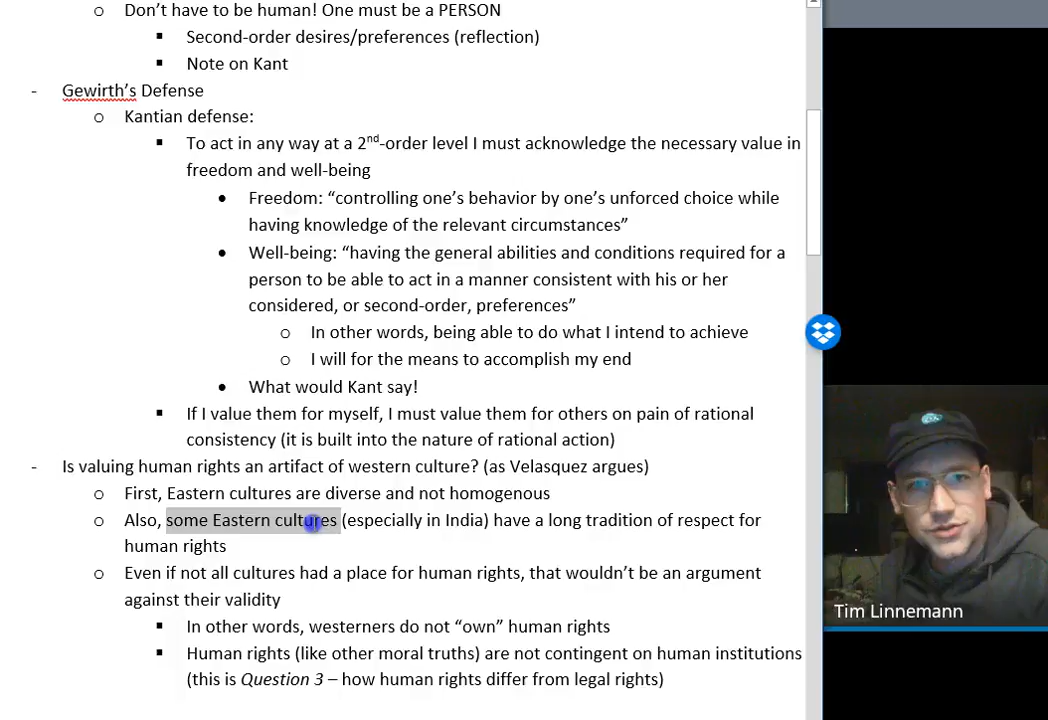 o Don't have to be human! One must be a PERSON
▪ Second-order desires/preferences (reflection)
▪ Note on Kant
- Gewirth's Defense
o Kantian defense:
▪ To act in any way at a 2nd-order level I must acknowledge the necessary value in
freedom and well-being
• Freedom: “controlling one's behavior by one's unforced choice while
having knowledge of the relevant circumstances”
• Well-being: “having the general abilities and conditions required for a
person to be able to act in a manner consistent with his or her
considered, or second-order, preferences”
o In other words, being able to do what I intend to achieve
o I will for the means to accomplish my end
• What would Kant say!
▪ If I value them for myself, I must value them for others on pain of rational
consistency (it is built into the nature of rational action)
- Is valuing human rights an artifact of western culture? (as Velasquez argues)
o First, Eastern cultures are diverse and not homogenous
o Also, some Eastern cultures (especially in India) have a long tradition of respect for
human rights
o Even if not all cultures had a place for human rights, that wouldn't be an argument
against their validity
▪ In other words, westerners do not “own” human rights
▪ Human rights (like other moral truths) are not contingent on human institutions
(this is Question 3 – how human rights differ from legal rights)
Tim Linnemann